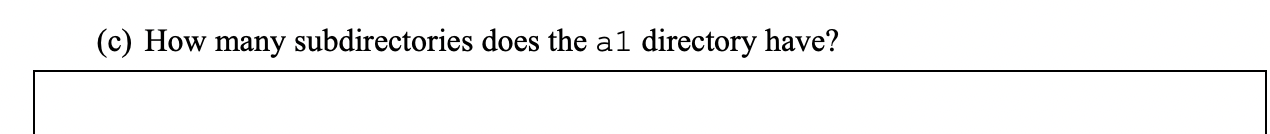 (c) How many subdirectories does the a1 directory have?